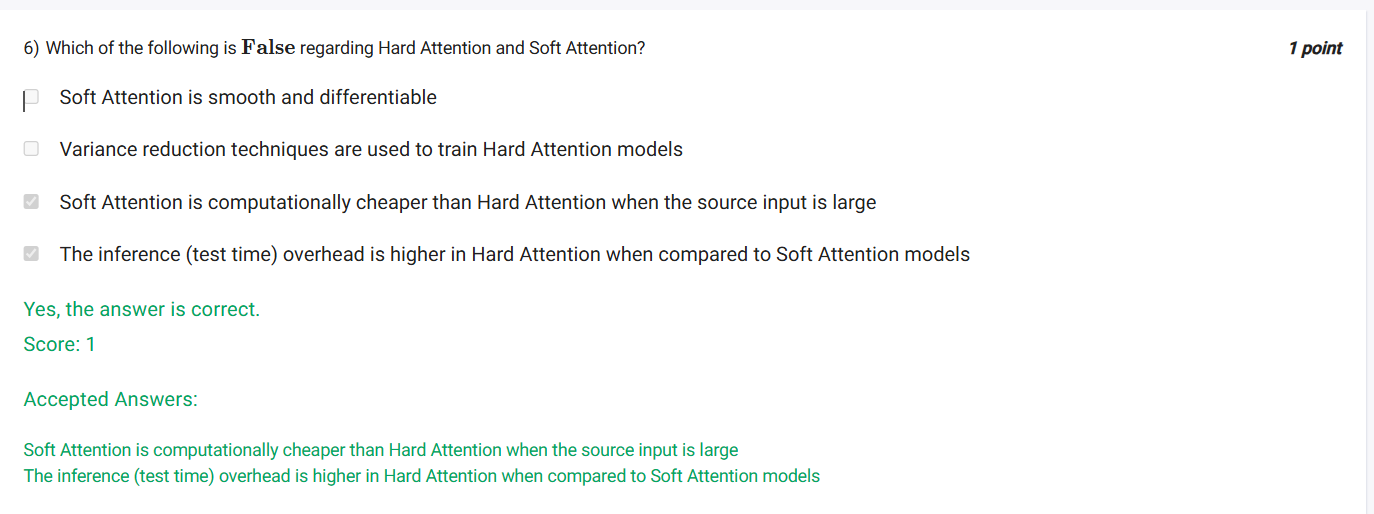 6) Which of the following is False regarding Hard Attention and Soft Attention?
1 point
Soft Attention is smooth and differentiable
Variance reduction techniques are used to train Hard Attention models
Soft Attention is computationally cheaper than Hard Attention when the source input is large
The inference (test time) overhead is higher in Hard Attention when compared to Soft Attention models
Yes, the answer is correct.
Score: 1
Accepted Answers:
Soft Attention is computationally cheaper than Hard Attention when the source input is large
The inference (test time) overhead is higher in Hard Attention when compared to Soft Attention models